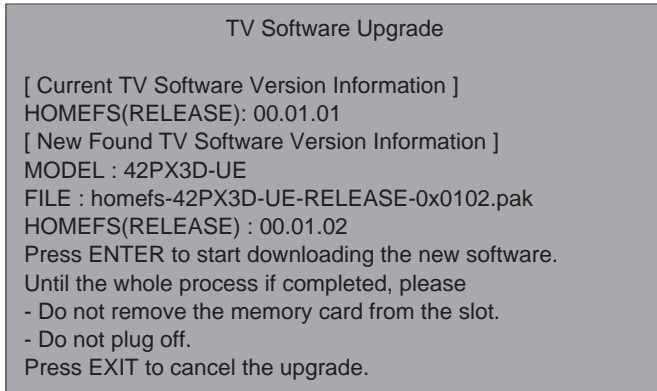 TV Software Upgrade
[ Current TV Software Version Information ]
HOMEFS(RELEASE): 00.01.01
[ New Found TV Software Version Information ]
MODEL : 42PX3D-UE
FILE : homefs-42PX3D-UE-RELEASE-0x0102.pak
HOMEFS(RELEASE) : 00.01.02
Press ENTER to start downloading the new software.
Until the whole process if completed, please
- Do not remove the memory card from the slot.
- Do not plug off.
Press EXIT to cancel the upgrade.